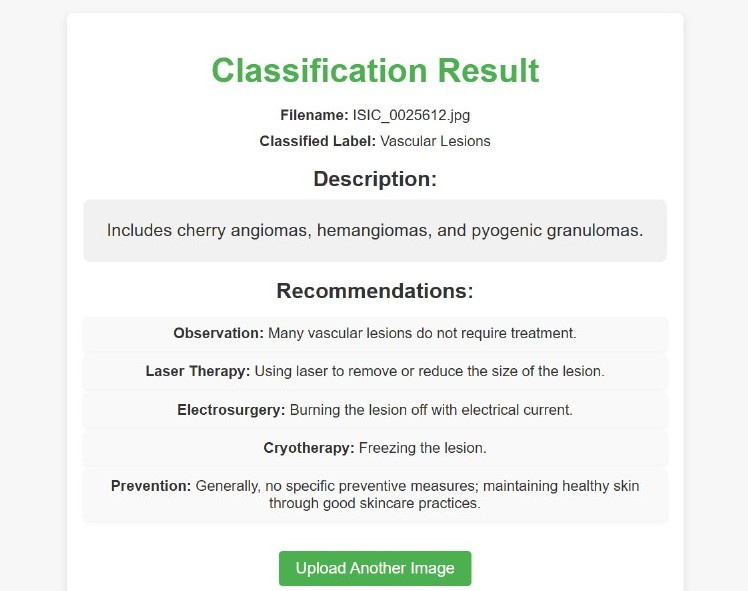 Classification Result
Filename: ISIC_0025612.jpg
Classified Label: Vascular Lesions
Description:
Includes cherry angiomas, hemangiomas, and pyogenic granulomas.
Recommendations:
Observation: Many vascular lesions do not require treatment.
Laser Therapy: Using laser to remove or reduce the size of the lesion.
Electrosurgery: Burning the lesion off with electrical current.
Cryotherapy: Freezing the lesion.
Prevention: Generally, no specific preventive measures; maintaining healthy skin
through good skincare practices.
Upload Another Image